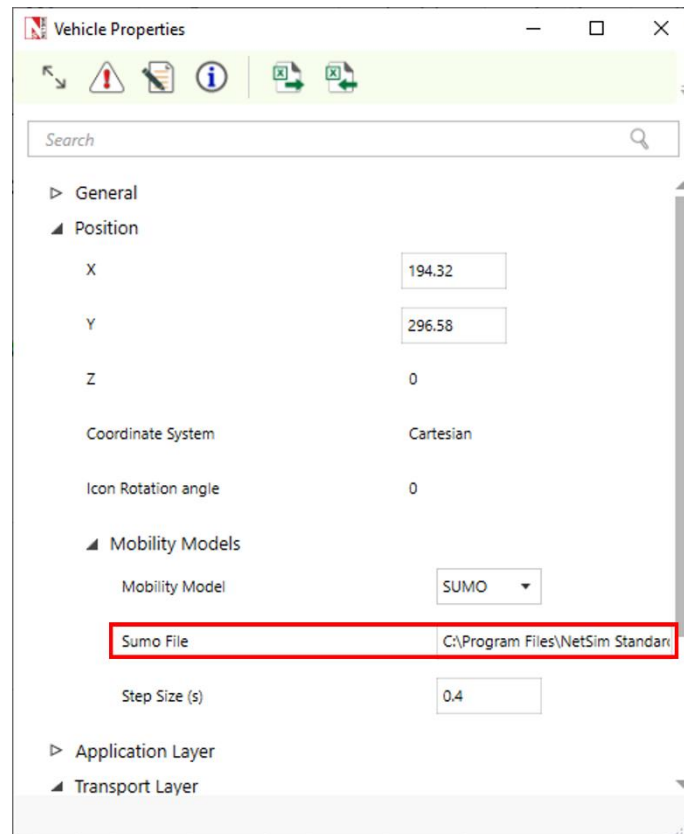 Vehicle Properties
Search
General
Position
X 194.32
Y 296.58
Z 0
Coordinate System Cartesian
Icon Rotation angle 0
Mobility Models
Mobility Model SUMO
Sumo File C:\Program Files\NetSim Standard
Step Size (s) 0.4
Application Layer
Transport Layer